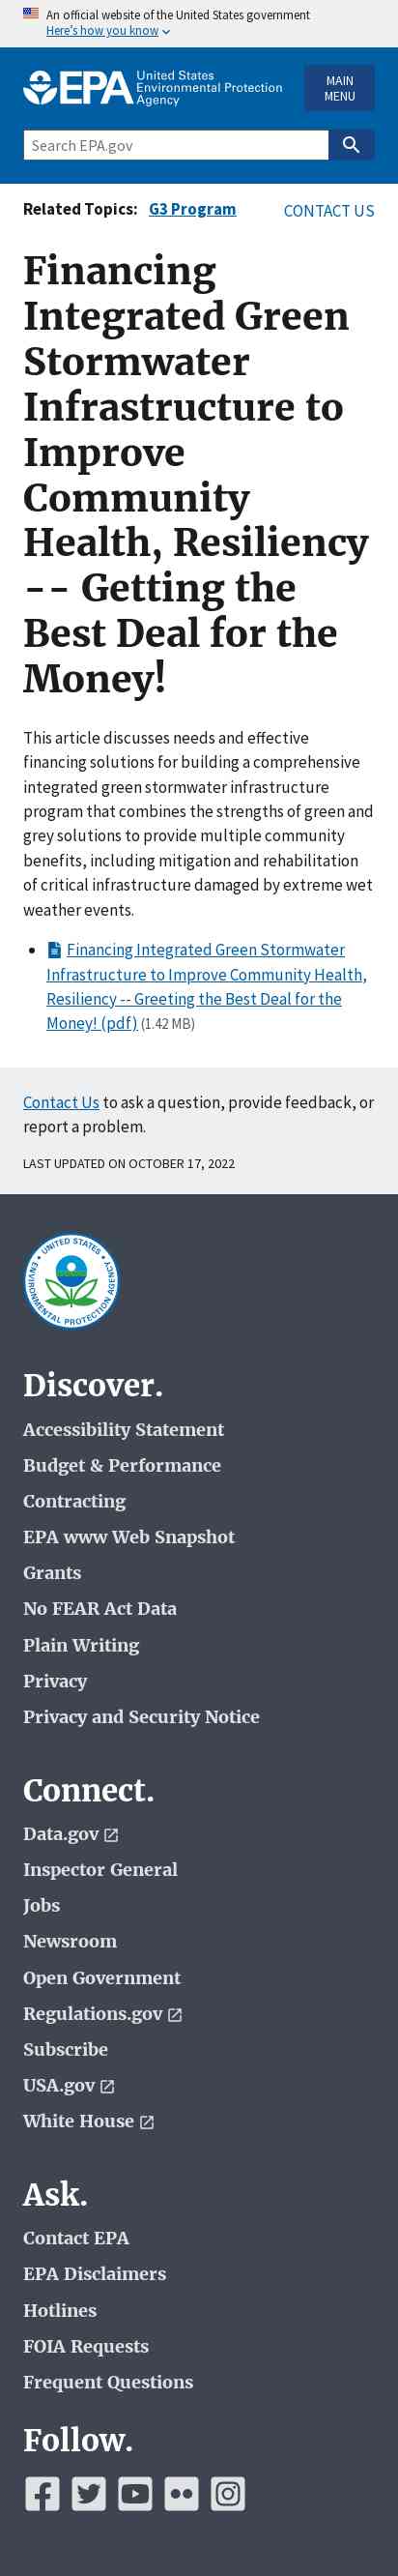 An official website of the United States government
Here’s how you know
EPA United States
Environmental Protection
Agency
MAIN
MENU
Search EPA.gov
Related Topics: G3 Program
CONTACT US
Financing
Integrated Green
Stormwater
Infrastructure to
Improve
Community
Health, Resiliency
-- Getting the
Best Deal for the
Money!
This article discusses needs and effective
financing solutions for building a comprehensive
integrated green stormwater infrastructure
program that combines the strengths of green and
grey solutions to provide multiple community
benefits, including mitigation and rehabilitation
of critical infrastructure damaged by extreme wet
weather events.
Financing Integrated Green Stormwater
Infrastructure to Improve Community Health,
Resiliency -- Greeting the Best Deal for the
Money! (pdf) (1.42 MB)
Contact Us to ask a question, provide feedback, or
report a problem.
LAST UPDATED ON OCTOBER 17, 2022
UNITED STATES
ENVIRONMENTAL PROTECTION AGENCY
Discover.
Accessibility Statement
Budget & Performance
Contracting
EPA www Web Snapshot
Grants
No FEAR Act Data
Plain Writing
Privacy
Privacy and Security Notice
Connect.
Data.gov
Inspector General
Jobs
Newsroom
Open Government
Regulations.gov
Subscribe
USA.gov
White House
Ask.
Contact EPA
EPA Disclaimers
Hotlines
FOIA Requests
Frequent Questions
Follow.